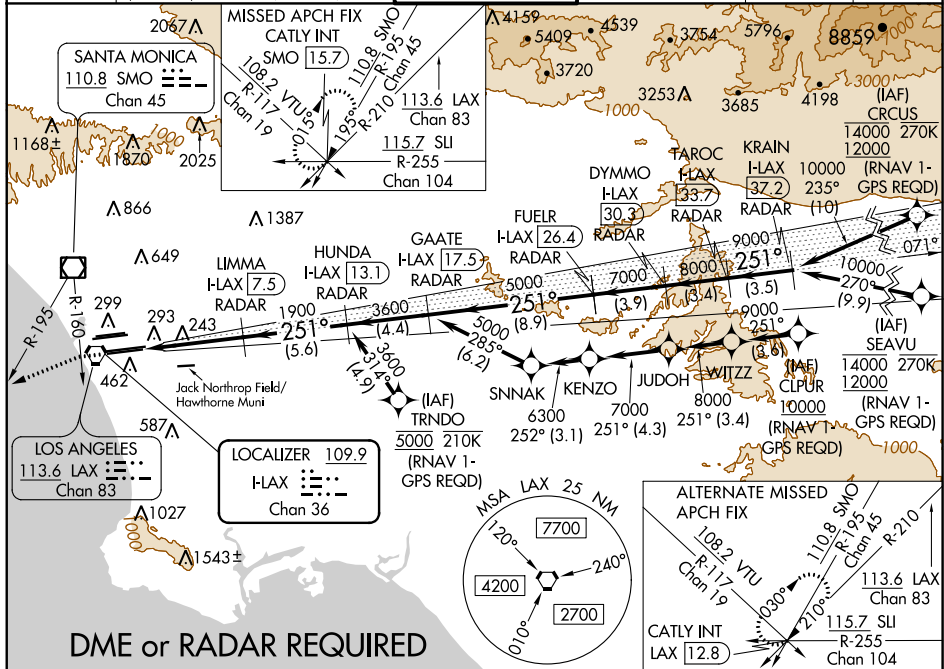 MISSED APCH FIX
CATLY INT
SMO 15.7
110.8 SMO
R-195
Chan 45
108.2 VTU
R-117
Chan 19
015°
195°
R-210
113.6 LAX
Chan 83
115.7 SLI
R-255
Chan 104
SANTA MONICA
110.8 SMO
Chan 45
2067
4159
5409
4539
3754
5796
8859
3720
3253
3685
4198
3000
1000
1000
1000
1168±
1870
2025
866
1387
649
(IAF)
CRCUS
14000 270K
12000
(RNAV 1-
GPS REQD)
KRAIN
I-LAX
37.2
RADAR
10000
235°
(10)
TAROC
I-LAX
33.7
RADAR
DYMMO
I-LAX
30.3
RADAR
FUELR
I-LAX 26.4
RADAR
GAATE
I-LAX 17.5
RADAR
HUNDA
I-LAX 13.1
RADAR
LIMMA
I-LAX 7.5
RADAR
071°
9000
251°
(3.5)
8000
(3.4)
7000
(3.9)
5000
251°
(8.9)
3600
(4.4)
1900
251°
(5.6)
10000
270°
(9.9)
(IAF)
SEAVU
14000 270K
12000
(RNAV 1-
GPS REQD)
9000
251°
(3.6)
(IAF)
CLPUR
10000
(RNAV 1-
GPS REQD)
WITZZ
JUDOH
KENZO
SNNAK
8000
251° (3.4)
7000
251° (4.3)
6300
252° (3.1)
5000
285°
(6.2)
3600
314°
(4.9)
(IAF)
TRNDO
5000 210K
(RNAV 1-
GPS REQD)
R-195
R-160
299
293
243
462
Jack Northrop Field/
Hawthorne Muni
587
LOS ANGELES
113.6 LAX
Chan 83
LOCALIZER 109.9
I-LAX
Chan 36
1027
1543±
1000
MSA LAX 25 NM
120°
7700
240°
4200
2700
010°
ALTERNATE MISSED
APCH FIX
110.8 SMO
R-195
Chan 45
R-210
108.2 VTU
R-117
Chan 19
030°
210°
113.6 LAX
Chan 83
115.7 SLI
R-255
Chan 104
CATLY INT
LAX 12.8
DME or RADAR REQUIRED